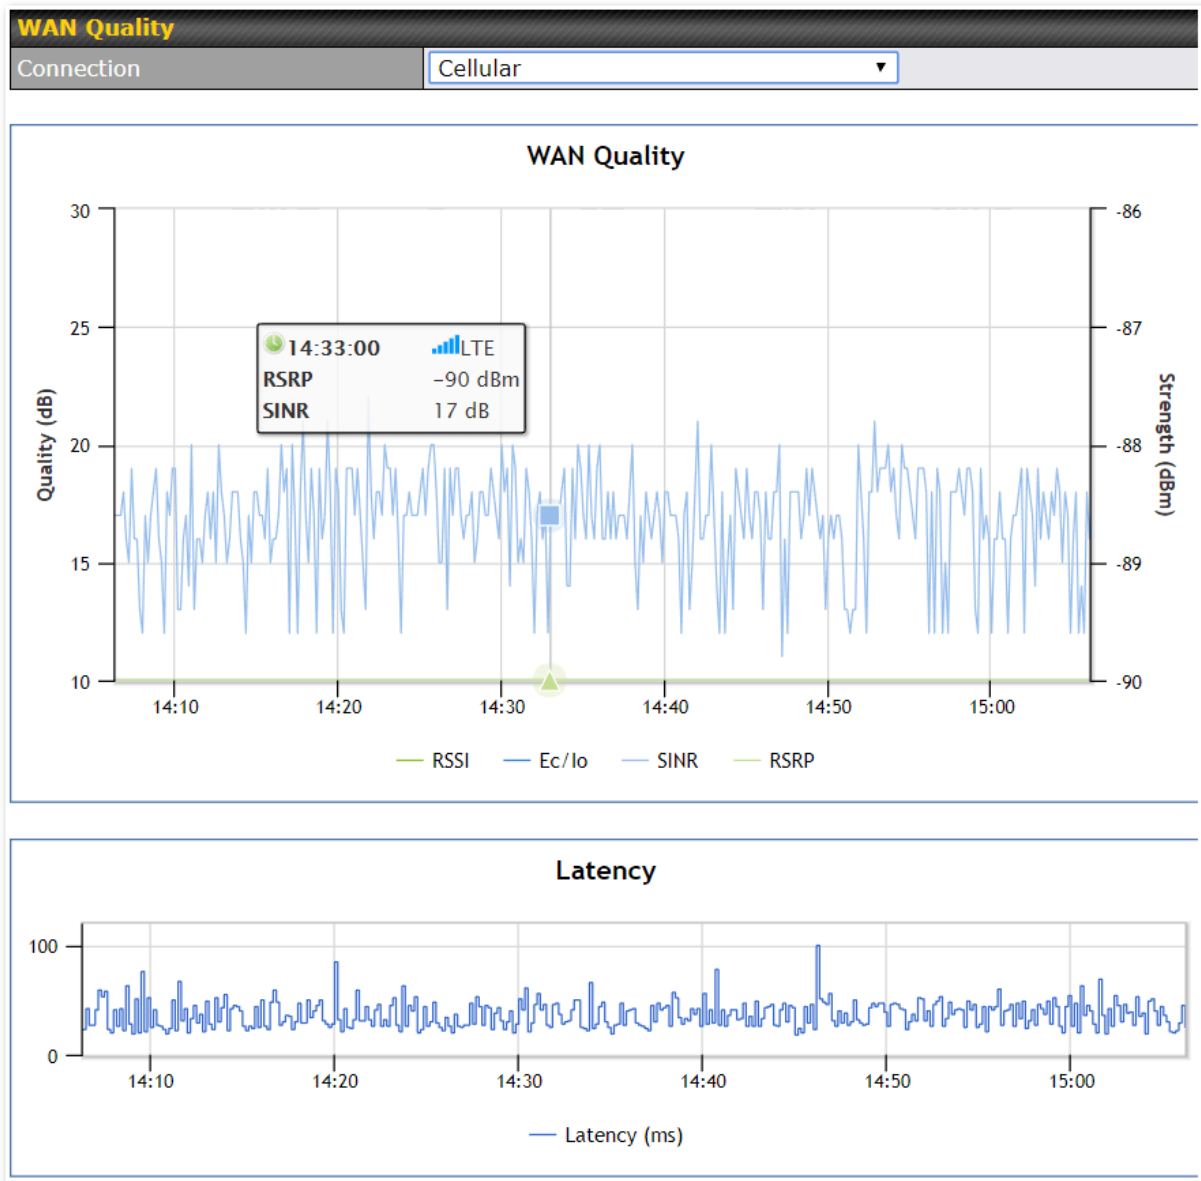 WAN Quality
Connection Cellular
WAN Quality
30 -86
25 -87
14:33:00 LTE
RSRP -90 dBm
SINR 17 dB
Quality (dB)
Strength (dBm)
20 -88
15 -89
10 -90
14:10 14:20 14:30 14:40 14:50 15:00
RSSI Ec/Io SINR RSRP
Latency
100
0
14:10 14:20 14:30 14:40 14:50 15:00
Latency (ms)